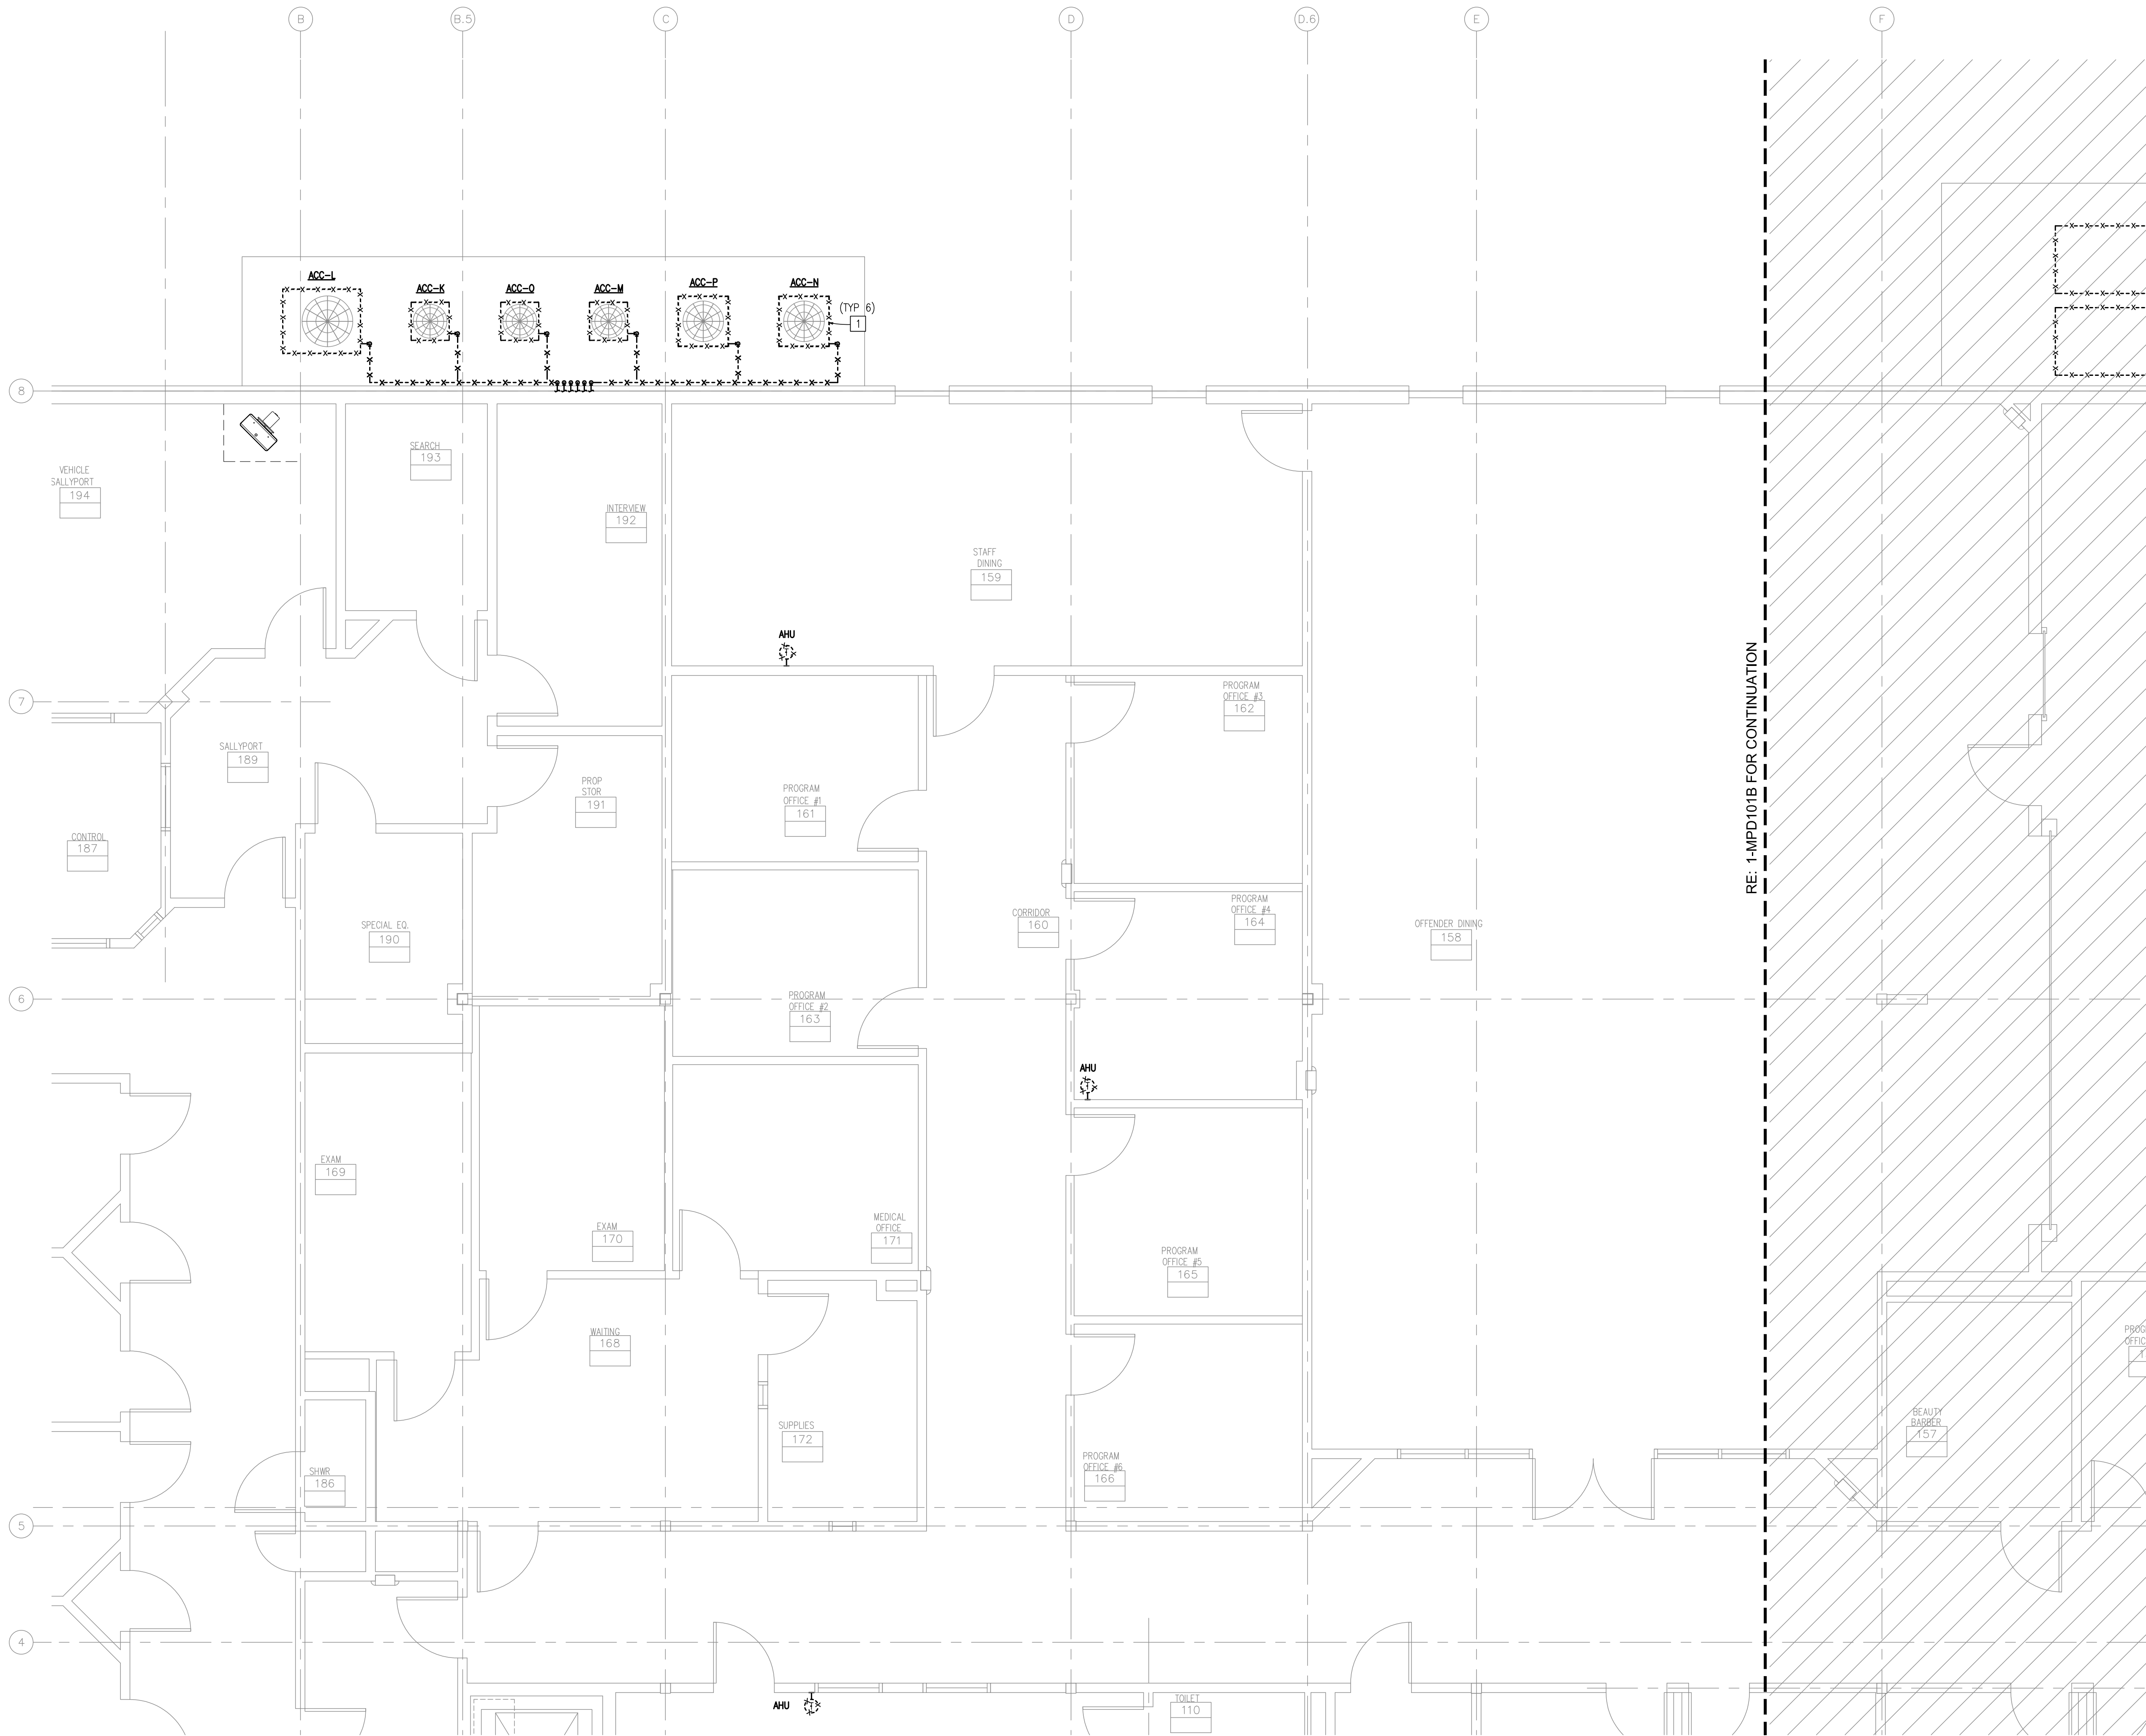 B
B.5
C
D
D.6
E
F
ACC-L
ACC-K
ACC-O
ACC-M
ACC-P
ACC-N
(TYP 6)
1
8
SEARCH
193
VEHICLE
SALLYPORT
194
INTERVIEW
192
STAFF
DINING
159
AHU
RE: 1-MPD101B FOR CONTINUATION
7
PROGRAM
OFFICE #3
162
SALLYPORT
189
PROP
STOR
191
PROGRAM
OFFICE #1
161
CONTROL
187
SPECIAL EQ.
190
CORRIDOR
160
PROGRAM
OFFICE #4
164
OFFENDER DINING
158
6
PROGRAM
OFFICE #2
163
AHU
EXAM
169
EXAM
170
MEDICAL
OFFICE
171
PROGRAM
OFFICE #5
165
WAITING
168
PROG
OFFIC
1
BEAUTY
BARBER
157
SUPPLIES
172
PROGRAM
OFFICE #6
166
SHWR
186
5
4
AHU
TOILET
110